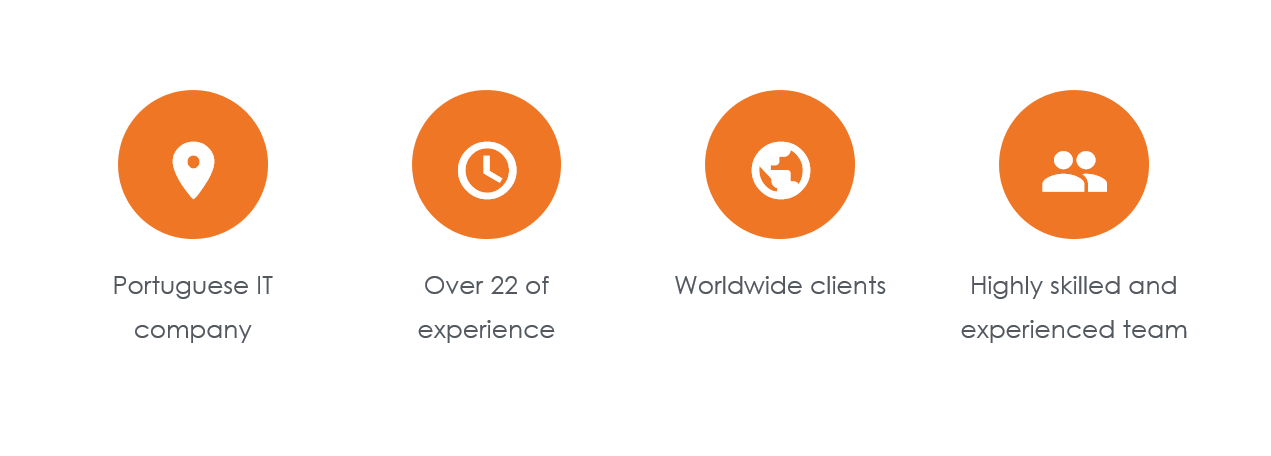 Portuguese IT
company
Over 22 of
experience
Worldwide clients
Highly skilled and
experienced team